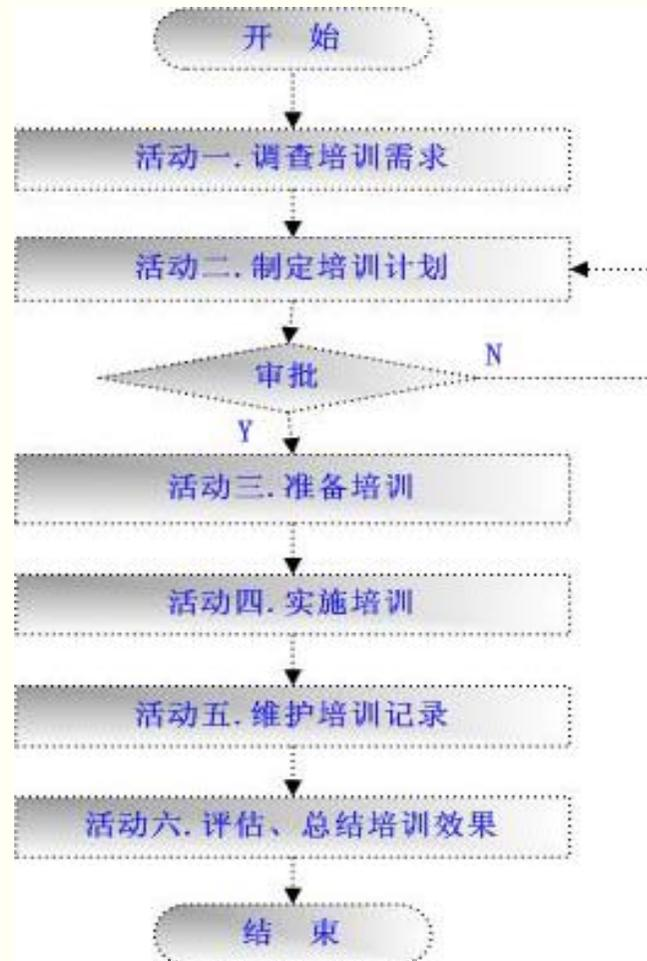 开 始
活动一.调查培训需求
活动二.制定培训计划
审批
N
Y
活动三.准备培训
活动四.实施培训
活动五.维护培训记录
活动六.评估、总结培训效果
结 束